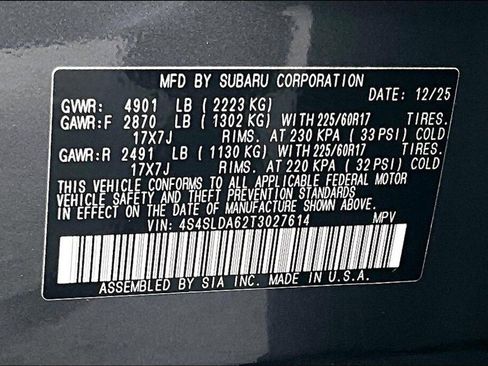 MFD BY SUBARU CORPORATION
DATE: 12/25
GVWR: 4901 LB (2223 KG)
GAWR:F 2870 LB (1302 KG) WITH 225/60R17 TIRES.
17X7J RIMS. AT 230 KPA (33 PSI) COLD
GAWR:R 2491 LB (1130 KG) WITH 225/60R17 TIRES.
17X7J RIMS. AT 220 KPA (32 PSI) COLD
THIS VEHICLE CONFORMS TO ALL APPLICABLE FEDERAL MOTOR
VEHICLE SAFETY AND THEFT PREVENTION STANDARDS
IN EFFECT ON THE DATE OF MANUFACTURE SHOWN ABOVE.
VIN: 4S4SLDA62T3027614 MPV
ASSEMBLED BY SIA INC. MADE IN U.S.A.